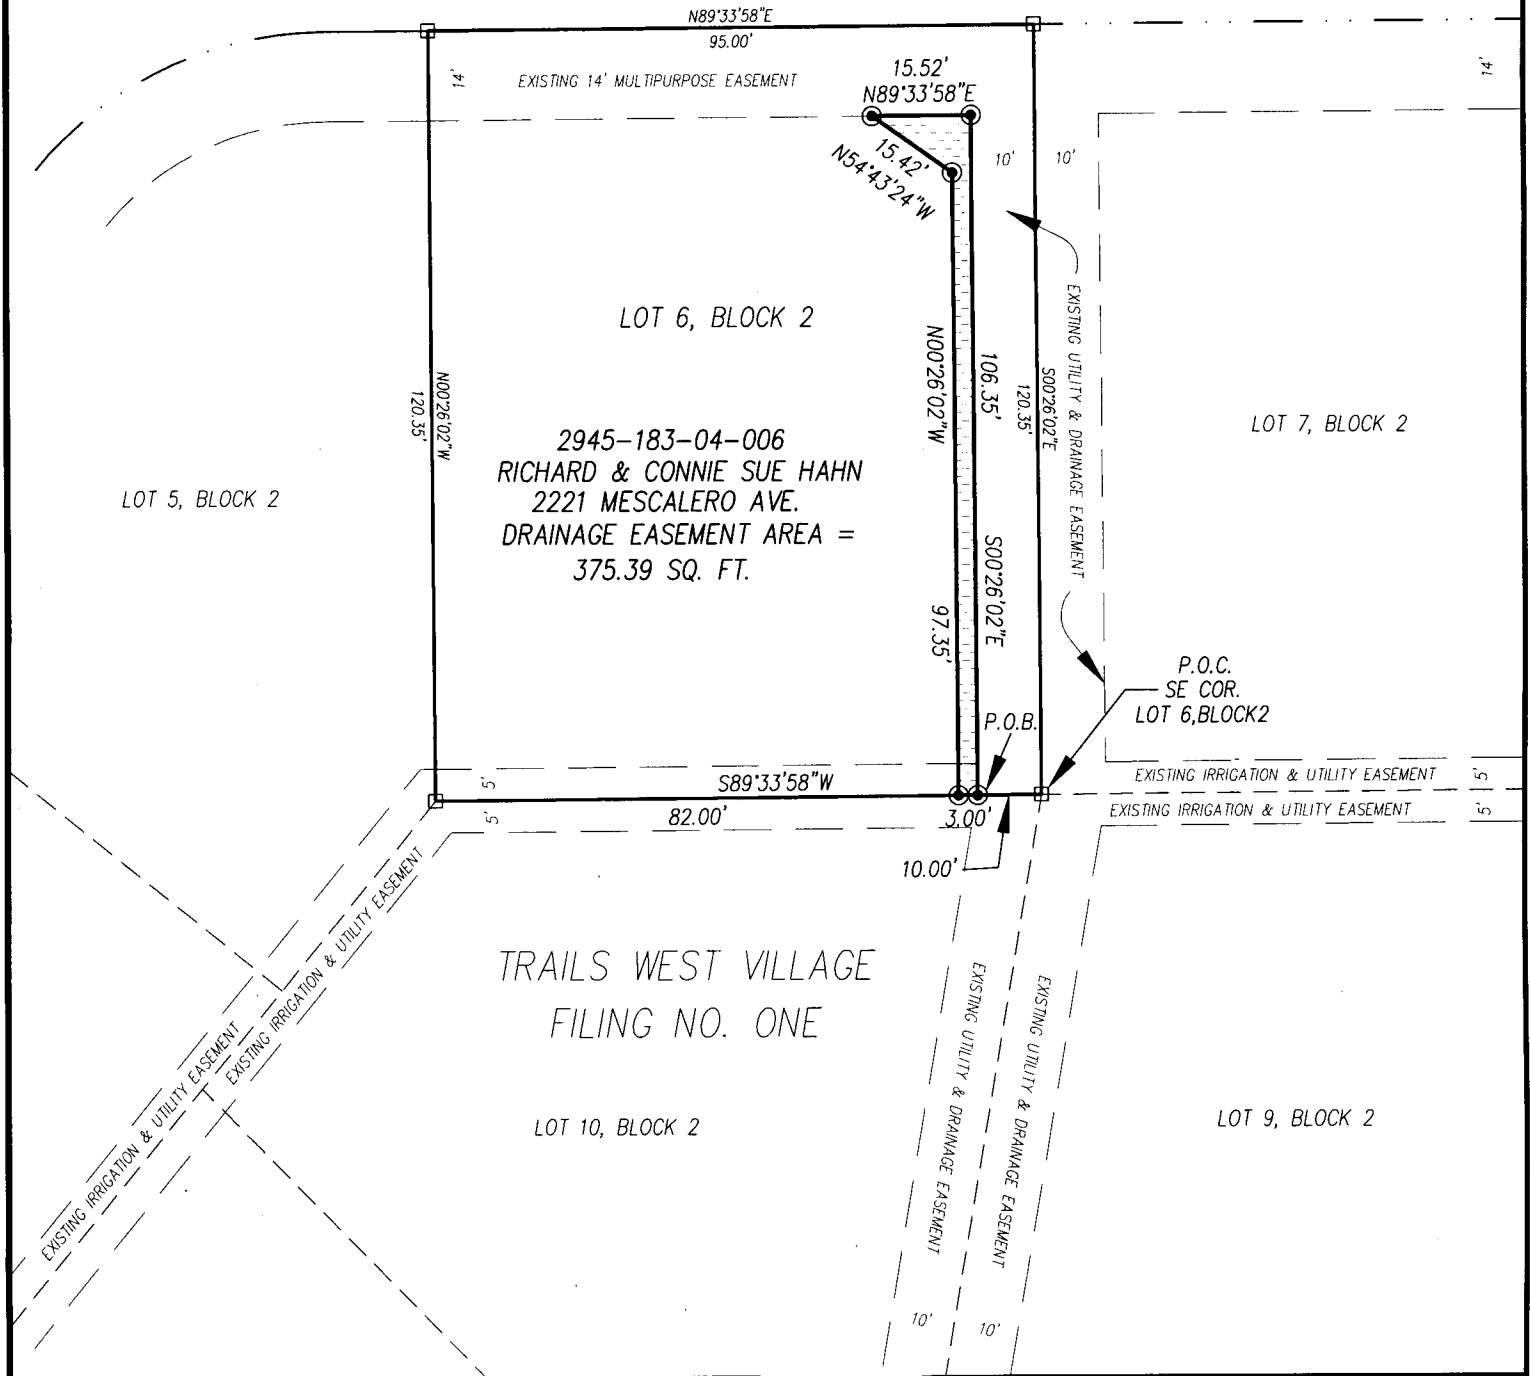 N89°33'58"E
95.00'
14'
EXISTING 14' MULTIPURPOSE EASEMENT
15.52'
N89°33'58"E
14'
15.42'
N54°43'24"W
10'
10'
LOT 6, BLOCK 2
N00°26'02"W
106.35'
S00°26'02"E
120.35'
EXISTING UTILITY & DRAINAGE EASEMENT
N00°26'02"W
120.35'
LOT 7, BLOCK 2
2945-183-04-006
RICHARD & CONNIE SUE HAHN
2221 MESCALERO AVE.
DRAINAGE EASEMENT AREA =
375.39 SQ. FT.
LOT 5, BLOCK 2
S00°26'02"E
97.35'
P.O.C.
SE COR.
LOT 6,BLOCK2
P.O.B.
5'
S89°33'58"W
EXISTING IRRIGATION & UTILITY EASEMENT
5'
5'
82.00'
3.00'
EXISTING IRRIGATION & UTILITY EASEMENT
5'
10.00'
EXISTING IRRIGATION & UTILITY EASEMENT
EXISTING IRRIGATION & UTILITY EASEMENT
TRAILS WEST VILLAGE
FILING NO. ONE
EXISTING UTILITY & DRAINAGE EASEMENT
EXISTING UTILITY & DRAINAGE EASEMENT
LOT 10, BLOCK 2
LOT 9, BLOCK 2
10'
10'